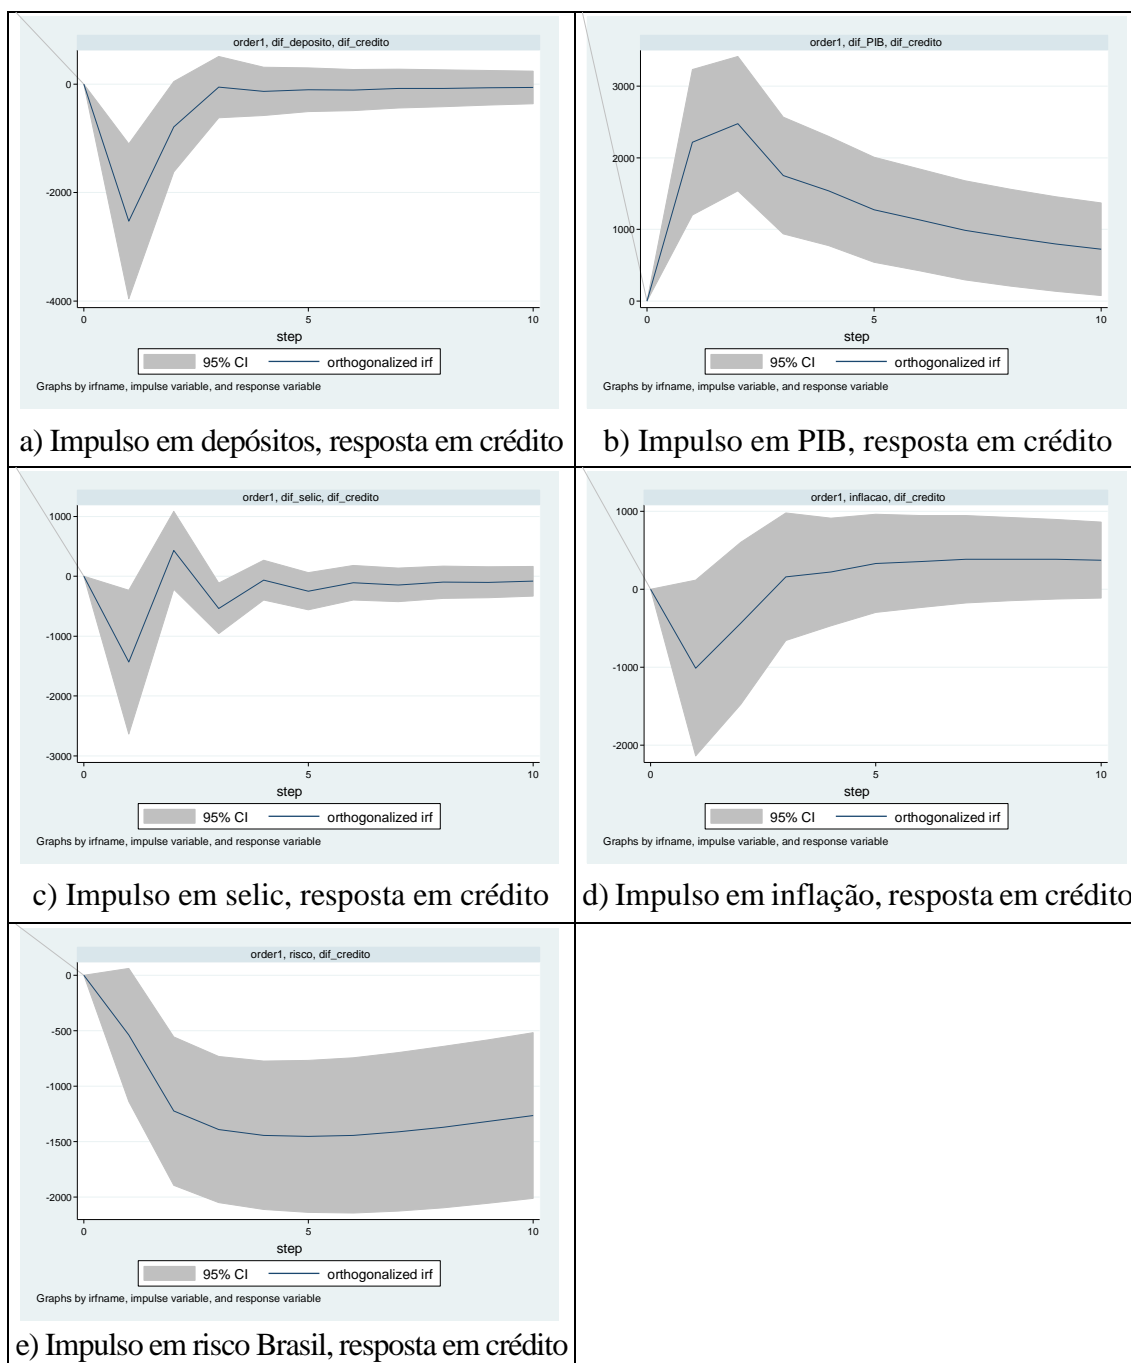 order1, dif_deposito, dif_credito
0
-2000
-4000
0
5
10
step
95% CI
orthogonalized irf
Graphs by irfname, impulse variable, and response variable
a) Impulso em depósitos, resposta em crédito
order1, dif_PIB, dif_credito
3000
2000
1000
0
0
5
10
step
95% CI
orthogonalized irf
Graphs by irfname, impulse variable, and response variable
b) Impulso em PIB, resposta em crédito
order1, dif_selic, dif_credito
1000
0
-1000
-2000
-3000
0
5
10
step
95% CI
orthogonalized irf
Graphs by irfname, impulse variable, and response variable
c) Impulso em selic, resposta em crédito
order1, inflacao, dif_credito
1000
0
-1000
-2000
0
5
10
step
95% CI
orthogonalized irf
Graphs by irfname, impulse variable, and response variable
d) Impulso em inflação, resposta em crédito
order1, risco, dif_credito
0
-500
-1000
-1500
-2000
0
5
10
step
95% CI
orthogonalized irf
Graphs by irfname, impulse variable, and response variable
e) Impulso em risco Brasil, resposta em crédito